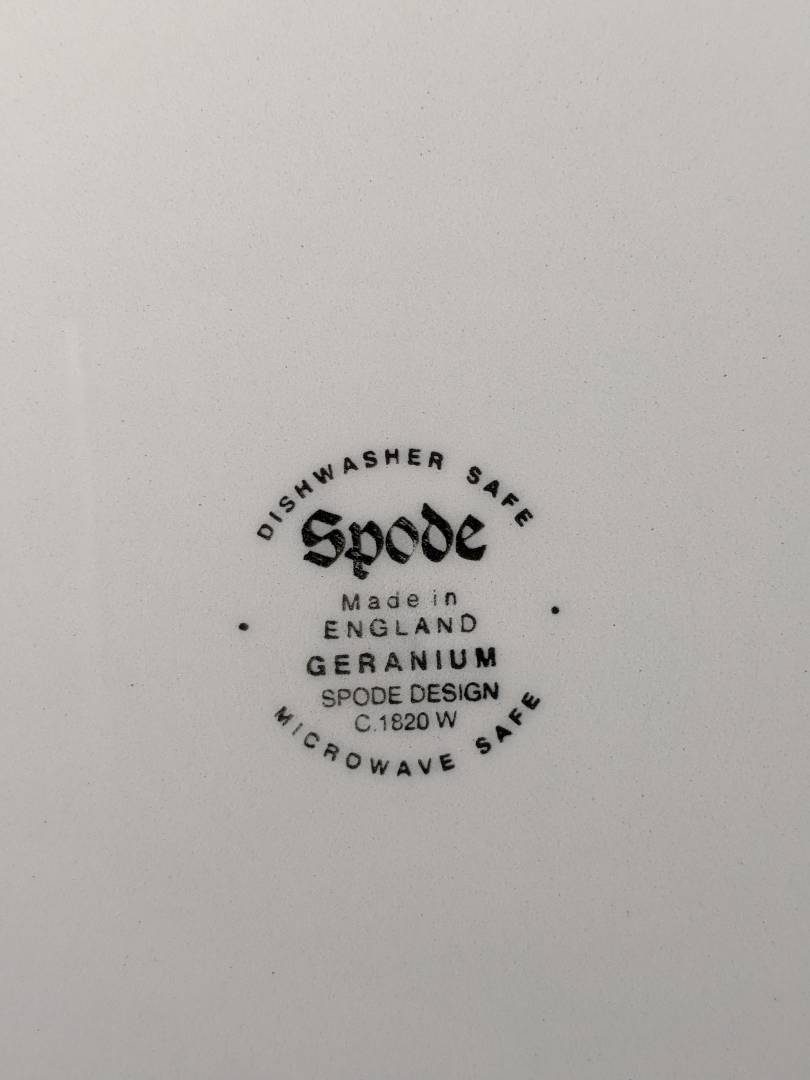 DISHWASHER SAFE
Spode
Made in
ENGLAND
GERANIUM
SPODE DESIGN
C.1820 W
MICROWAVE SAFE